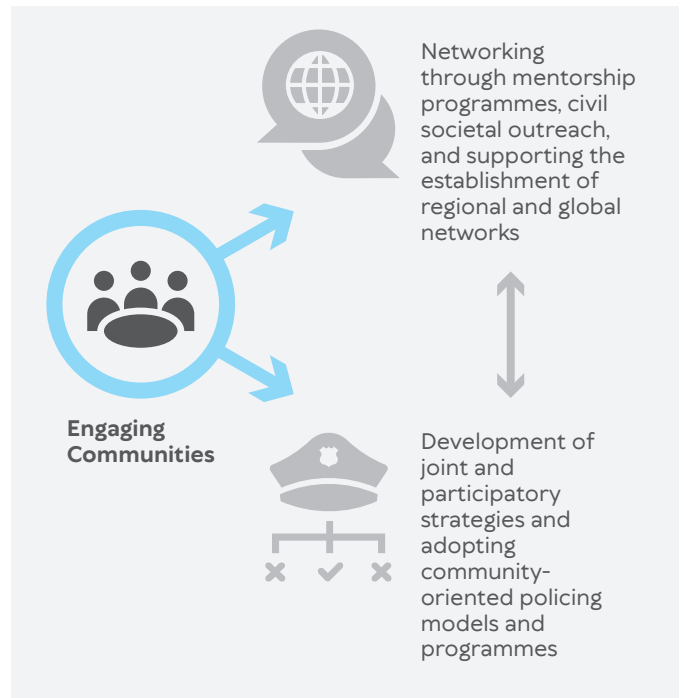 Networking
through mentorship
programmes, civil
societal outreach,
and supporting the
establishment of
regional and global
networks
Engaging
Communities
Development of
joint and
participatory
strategies and
adopting
community-
oriented policing
models and
programmes